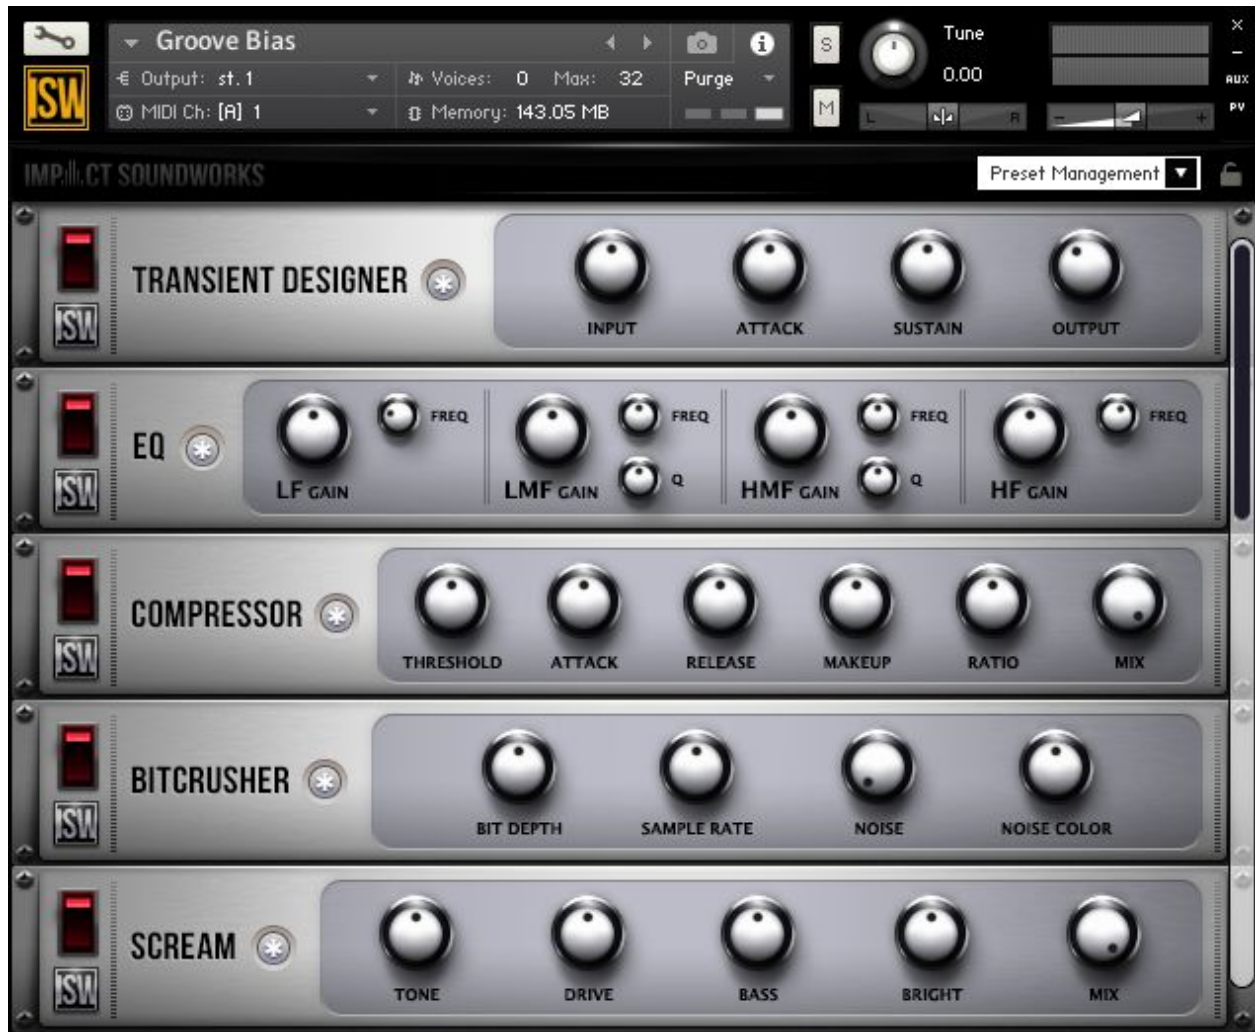 Groove Bias
i
Output: st. 1
Voices: 0 Max: 32
Purge
MIDI Ch: [A] 1
Memory: 143.05 MB
S
M
Tune
0.00
L
R
-
+
x
-
AUX
PV
ISW
IMPACT SOUNDWORKS
Preset Management
TRANSIENT DESIGNER
ISW
INPUT
ATTACK
SUSTAIN
OUTPUT
EQ
ISW
LF GAIN
FREQ
LMF GAIN
FREQ
Q
HMF GAIN
FREQ
Q
HF GAIN
FREQ
COMPRESSOR
ISW
THRESHOLD
ATTACK
RELEASE
MAKEUP
RATIO
MIX
BITCRUSHER
ISW
BIT DEPTH
SAMPLE RATE
NOISE
NOISE COLOR
SCREAM
ISW
TONE
DRIVE
BASS
BRIGHT
MIX